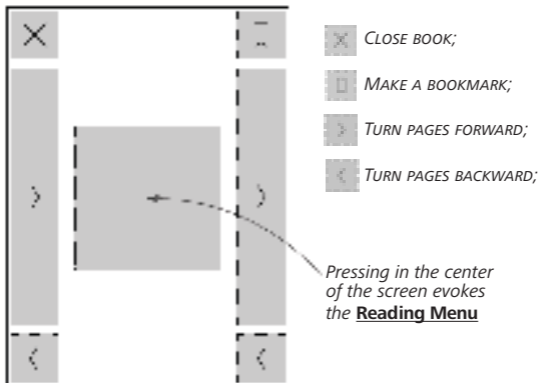 CLOSE BOOK;
MAKE A BOOKMARK;
TURN PAGES FORWARD;
TURN PAGES BACKWARD;
Pressing in the center
of the screen evokes
the Reading Menu